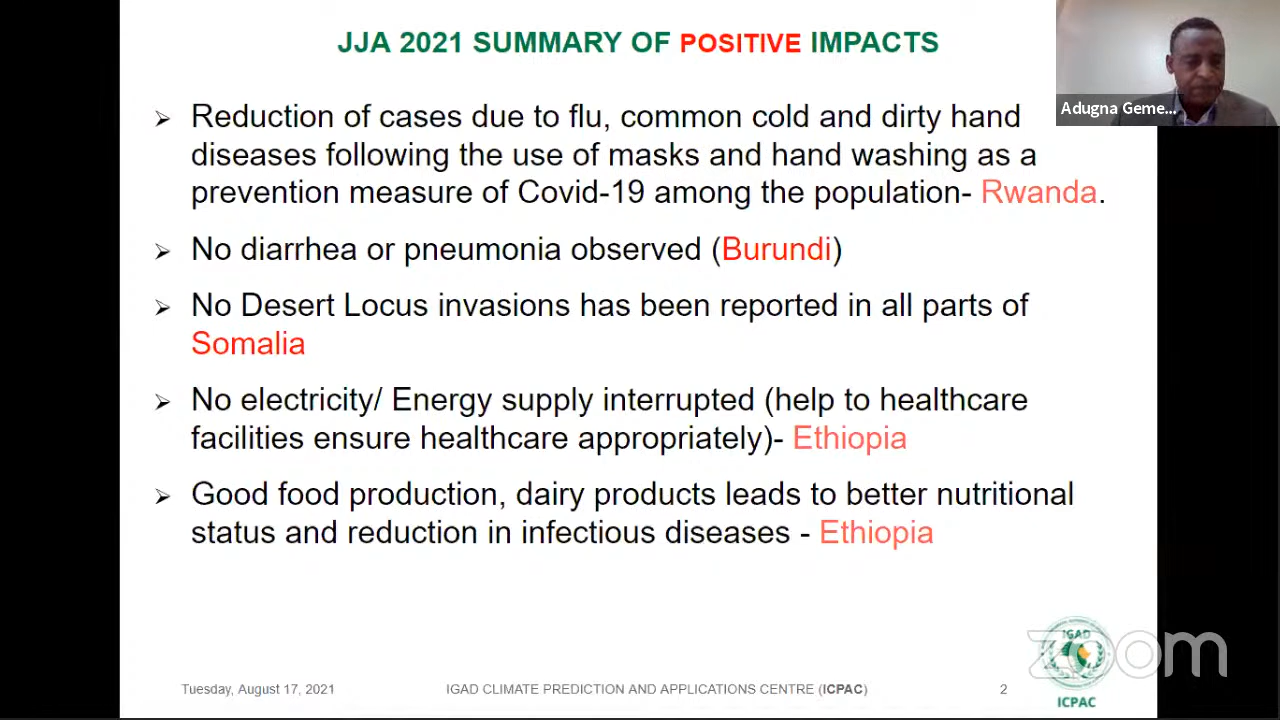 JJA 2021 SUMMARY OF POSITIVE IMPACTS
Adugna Geme...
➢ Reduction of cases due to flu, common cold and dirty hand
diseases following the use of masks and hand washing as a
prevention measure of Covid-19 among the population- Rwanda.
➢ No diarrhea or pneumonia observed (Burundi)
➢ No Desert Locus invasions has been reported in all parts of
Somalia
➢ No electricity/ Energy supply interrupted (help to healthcare
facilities ensure healthcare appropriately)- Ethiopia
➢ Good food production, dairy products leads to better nutritional
status and reduction in infectious diseases - Ethiopia
Tuesday, August 17, 2021
IGAD CLIMATE PREDICTION AND APPLICATIONS CENTRE (ICPAC)
2
IGAD
zoom
ICPAC